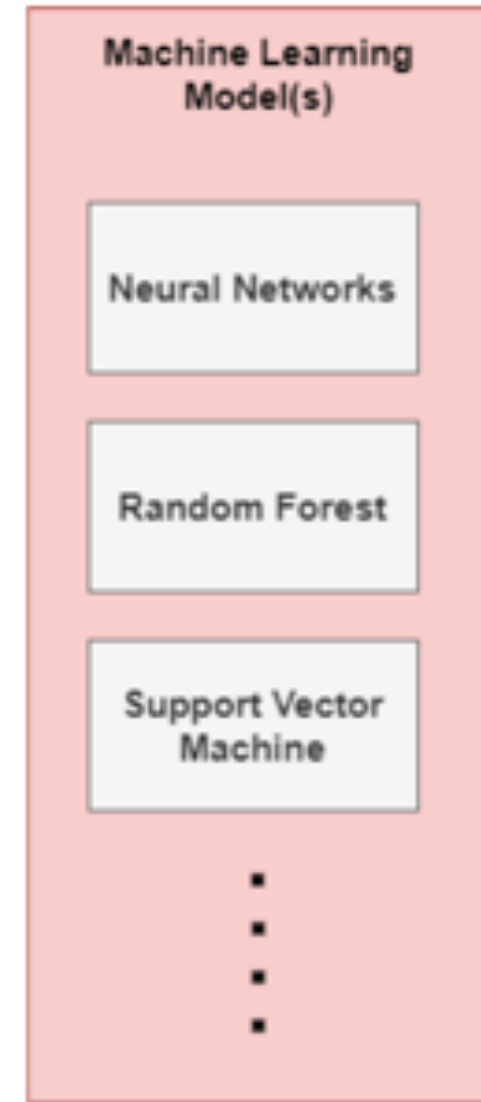 Machine Learning
Model(s)
Neural Networks
Random Forest
Support Vector
Machine